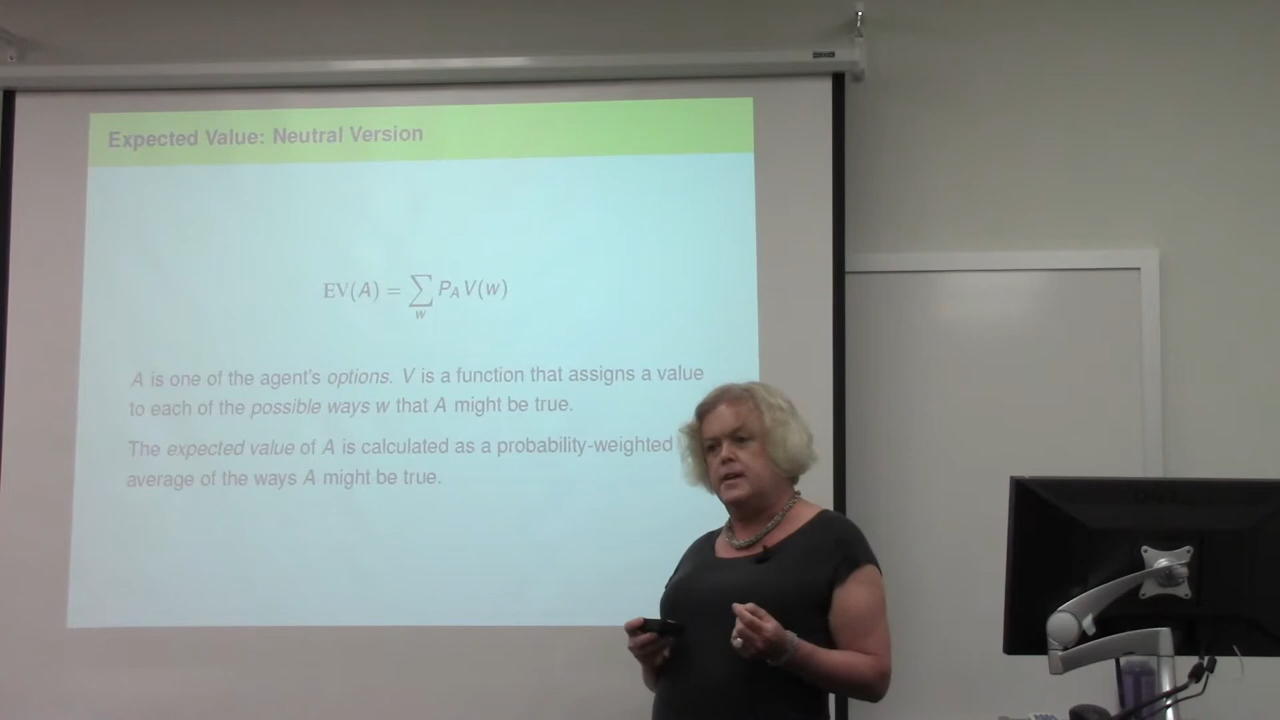 Expected Value: Neutral Version
EV(A) = ∑ P_A V(w)
w
A is one of the agent's options. V is a function that assigns a value
to each of the possible ways w that A might be true.
The expected value of A is calculated as a probability-weighted
average of the ways A might be true.